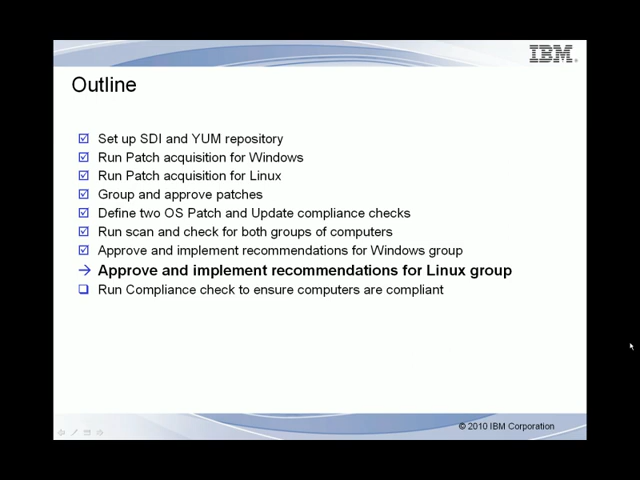 IBM
Outline
Set up SDI and YUM repository
Run Patch acquisition for Windows
Run Patch acquisition for Linux
Group and approve patches
Define two OS Patch and Update compliance checks
Run scan and check for both groups of computers
Approve and implement recommendations for Windows group
Approve and implement recommendations for Linux group
Run Compliance check to ensure computers are compliant
© 2010 IBM Corporation